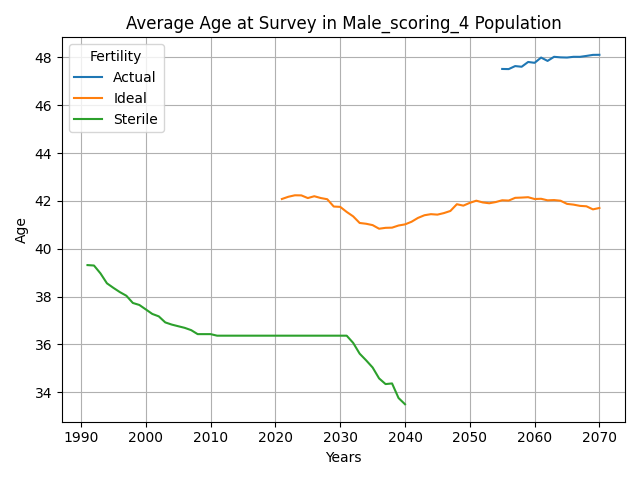 Average Age at Survey in Male_scoring_4 Population
Fertility
Actual
Ideal
Sterile
Age
48
46
44
42
40
38
36
34
1990 2000 2010 2020 2030 2040 2050 2060 2070
Years